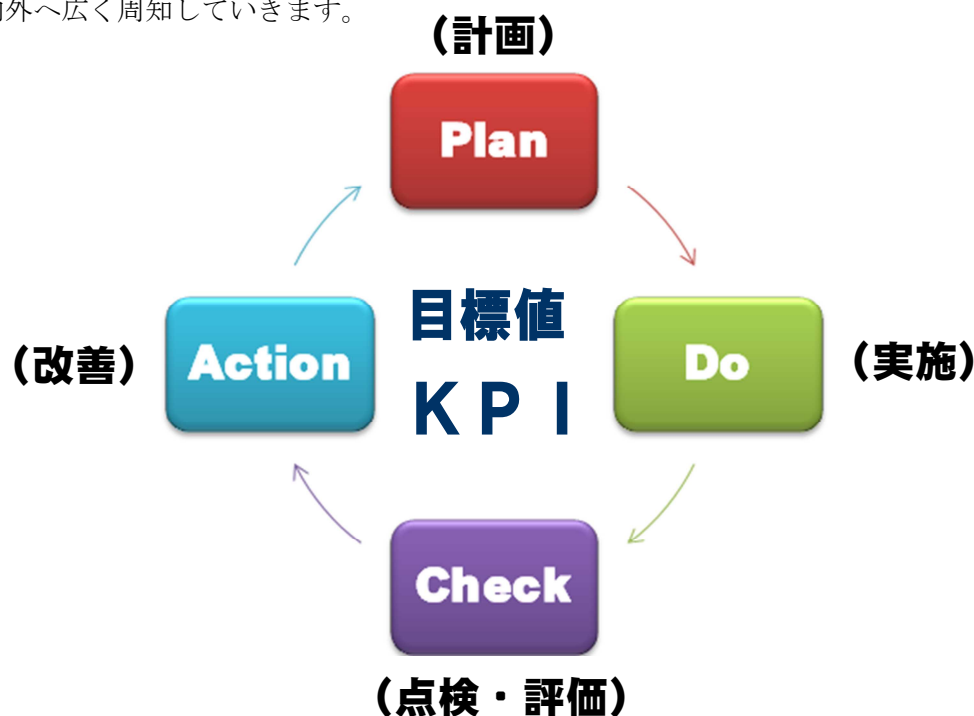 外へ広く周知していきます。
（計画）
Plan
目標値
（改善）
Action
Do
（実施）
ＫＰＩ
Check
（点検・評価）